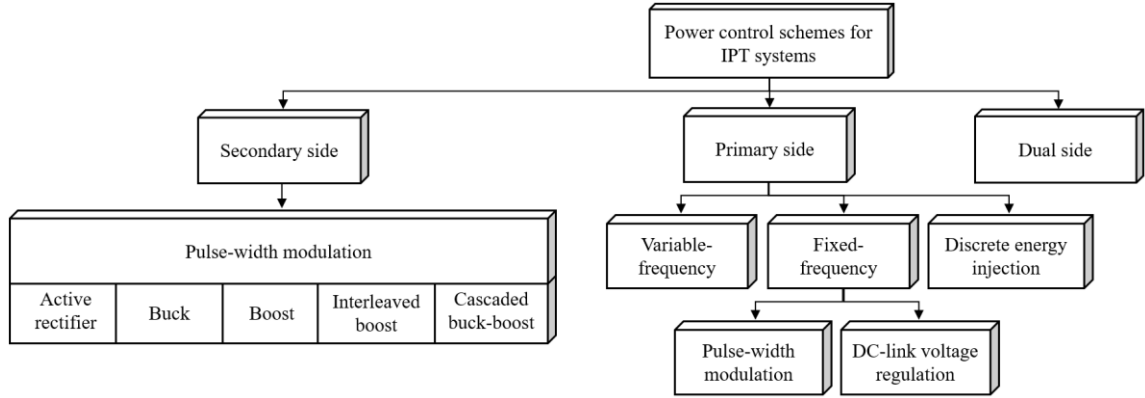 Power control schemes for
IPT systems
Secondary side
Primary side
Dual side
Pulse-width modulation
Active
rectifier
Buck
Boost
Interleaved
boost
Cascaded
buck-boost
Variable-
frequency
Fixed-
frequency
Discrete energy
injection
Pulse-width
modulation
DC-link voltage
regulation